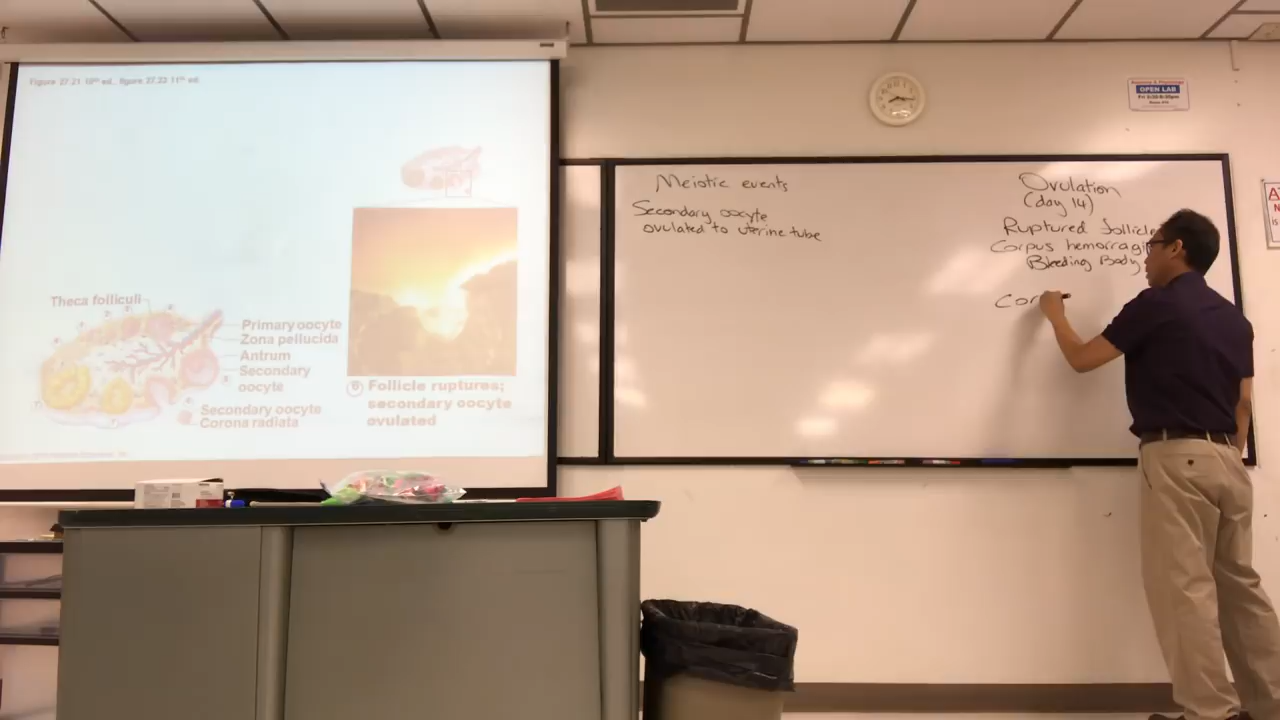 Figure 27.21 10th ed., figure 27.22 11th ed.
Theca folliculi
Primary oocyte
Zona pellucida
Antrum
Secondary
oocyte
Secondary oocyte
Corona radiata
6 Follicle ruptures;
secondary oocyte
ovulated
Meiotic events
Secondary oocyte
ovulated to uterine tube
Ovulation
(day 14)
Ruptured follicle
Corpus hemorragi
Bleeding Body
Cor
OPEN LAB